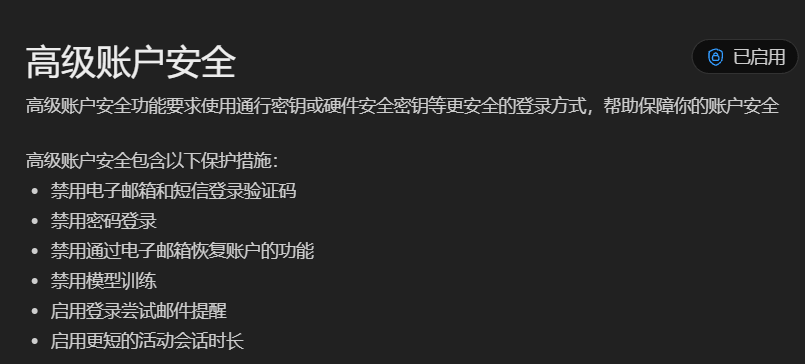 高级账户安全
已启用
高级账户安全功能要求使用通行密钥或硬件安全密钥等更安全的登录方式，帮助保障你的账户安全
高级账户安全包含以下保护措施：
• 禁用电子邮箱和短信登录验证码
• 禁用密码登录
• 禁用通过电子邮箱恢复账户的功能
• 禁用模型训练
• 启用登录尝试邮件提醒
• 启用更短的活动会话时长